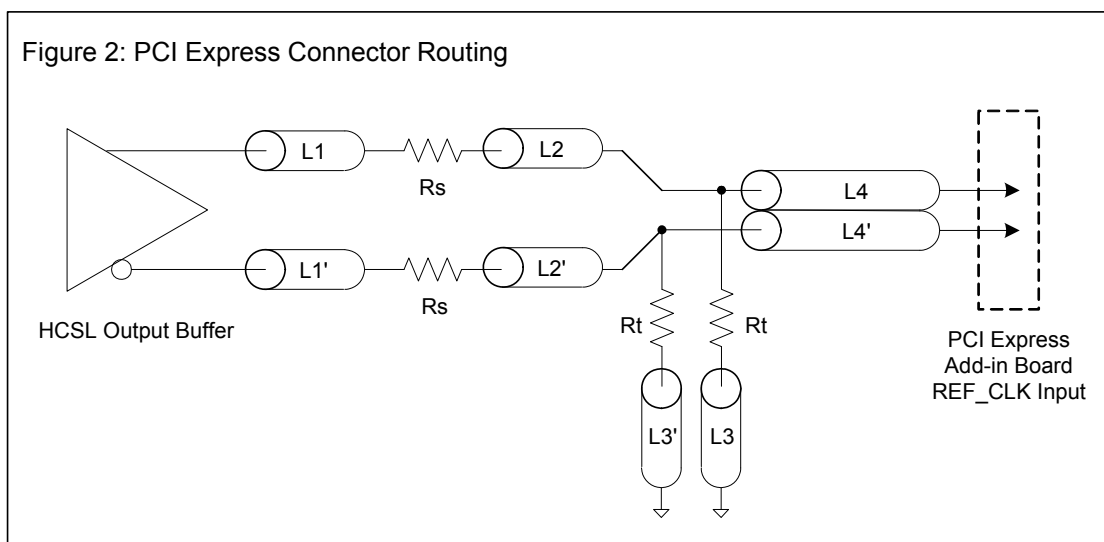 Figure 2: PCI Express Connector Routing
L1
Rs
L2
L4
L4'
L1'
Rs
L2'
HCSL Output Buffer
Rt
Rt
L3'
L3
PCI Express
Add-in Board
REF_CLK Input